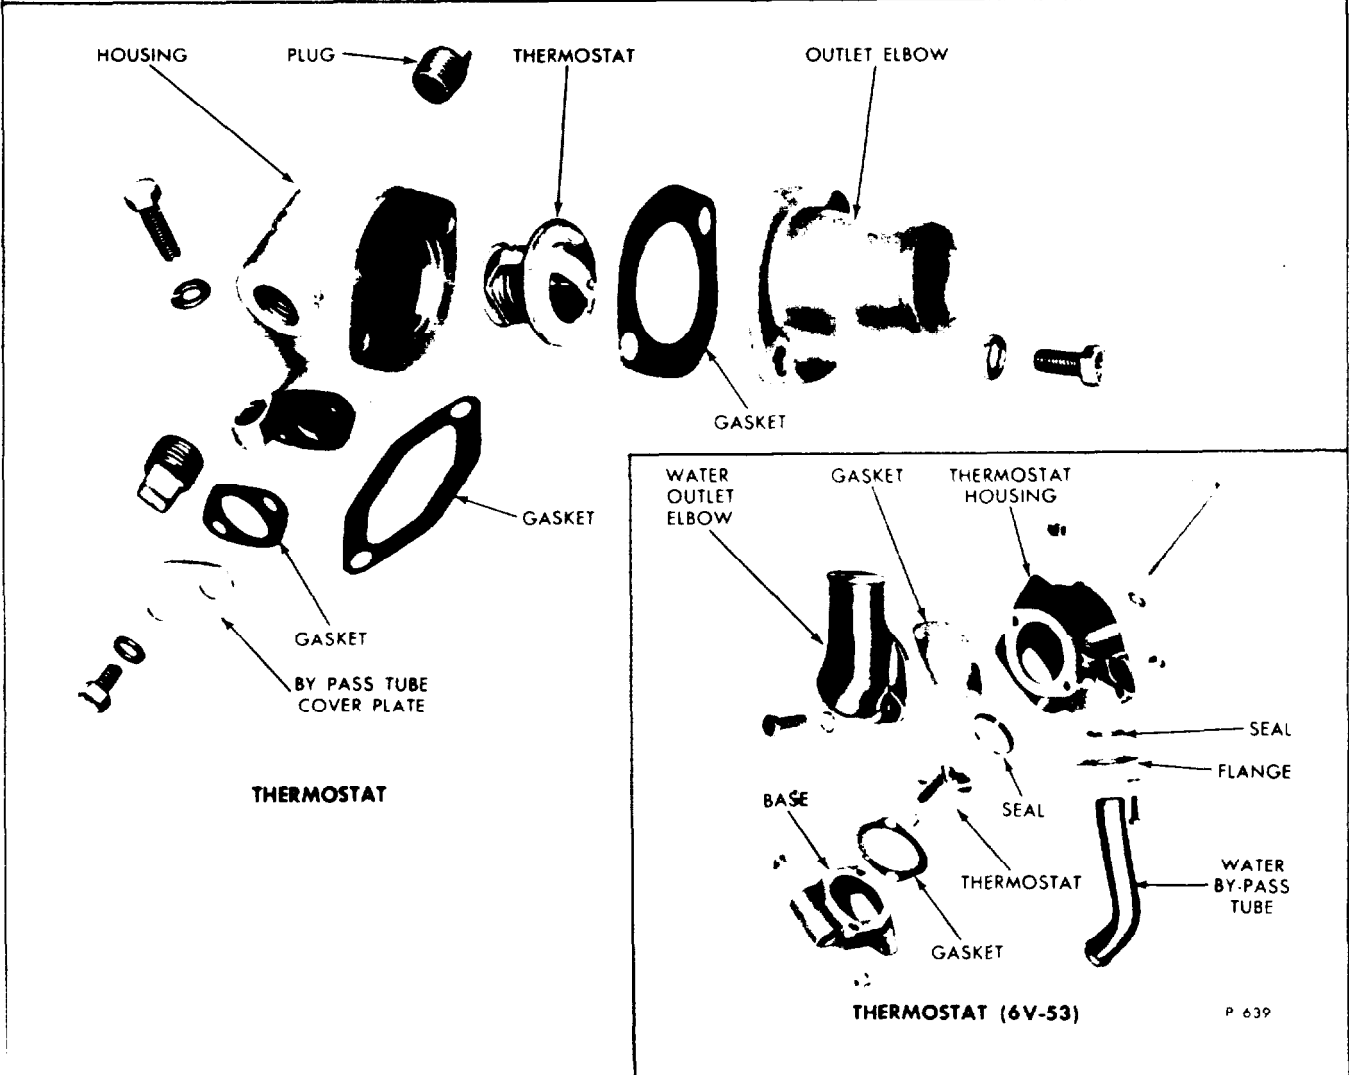 HOUSING
PLUG
THERMOSTAT
OUTLET ELBOW
GASKET
GASKET
GASKET
BY PASS TUBE
COVER PLATE
THERMOSTAT
WATER
OUTLET
ELBOW
GASKET
THERMOSTAT
HOUSING
SEAL
FLANGE
SEAL
BASE
THERMOSTAT
WATER
BY-PASS
TUBE
GASKET
THERMOSTAT (6V-53)
P 639